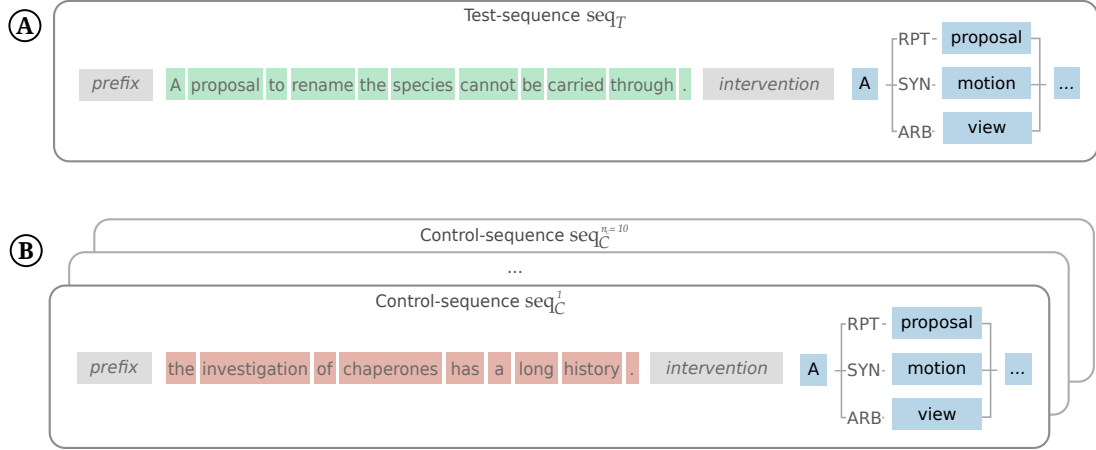 A
Test-sequence seq_T
RPT proposal
prefix A proposal to rename the species cannot be carried through . intervention A SYN motion ...
ARB view
B
Control-sequence seq_C^{n=10}
...
Control-sequence seq_C^1
RPT proposal
prefix the investigation of chaperones has a long history . intervention A SYN motion ...
ARB view